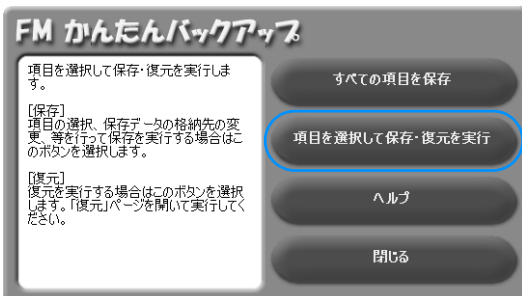 FM かんたんバックアップ
項目を選択して保存・復元を実行しま
す。
[保存]
項目の選択、保存データの格納先の変
更、等を行って保存を実行する場合はこ
のボタンを選択します。
[復元]
復元を実行する場合はこのボタンを選択
します。「復元」ページを開いて実行してく
ださい。
すべての項目を保存
項目を選択して保存・復元を実行
ヘルプ
閉じる